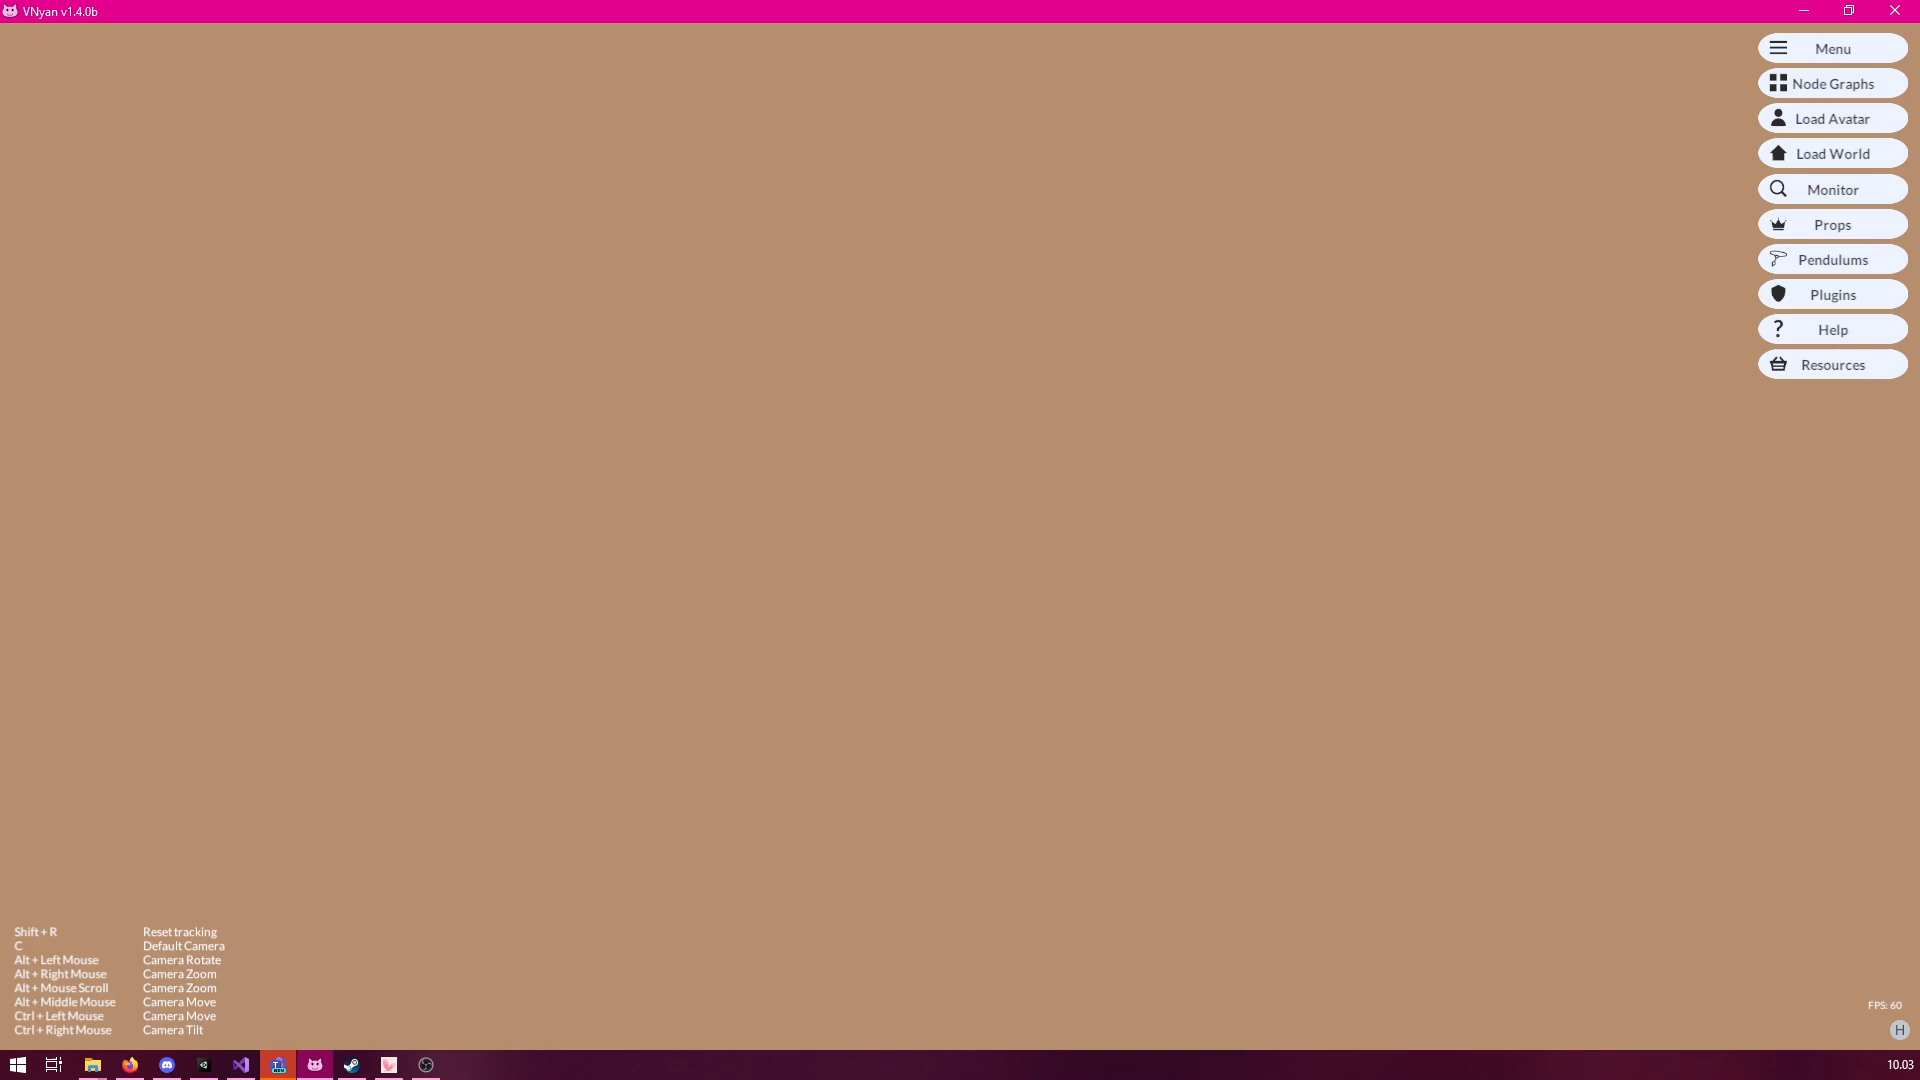 VNyan v1.4.0b
Menu
Node Graphs
Load Avatar
Load World
Monitor
Props
Pendulums
Plugins
? Help
Resources
Shift + R Reset tracking
C Default Camera
Alt + Left Mouse Camera Rotate
Alt + Right Mouse Camera Zoom
Alt + Mouse Scroll Camera Zoom
Alt + Middle Mouse Camera Move
Ctrl + Left Mouse Camera Move
Ctrl + Right Mouse Camera Tilt
FPS: 60
H
10.03